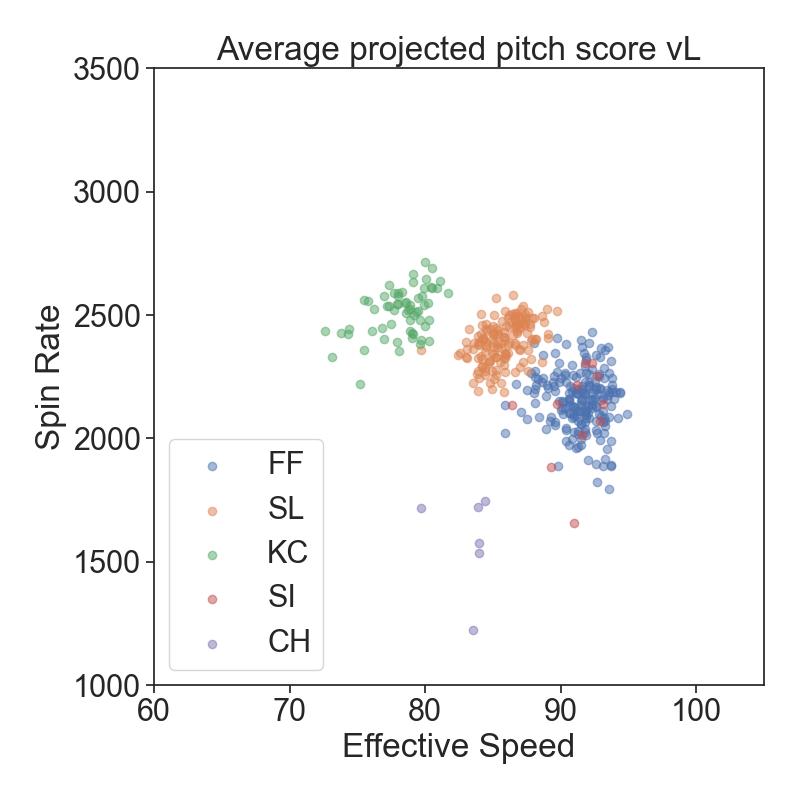 Average projected pitch score vL
3500
3000
2500
2000
1500
1000
Spin Rate
FF
SL
KC
SI
CH
60 70 80 90 100
Effective Speed